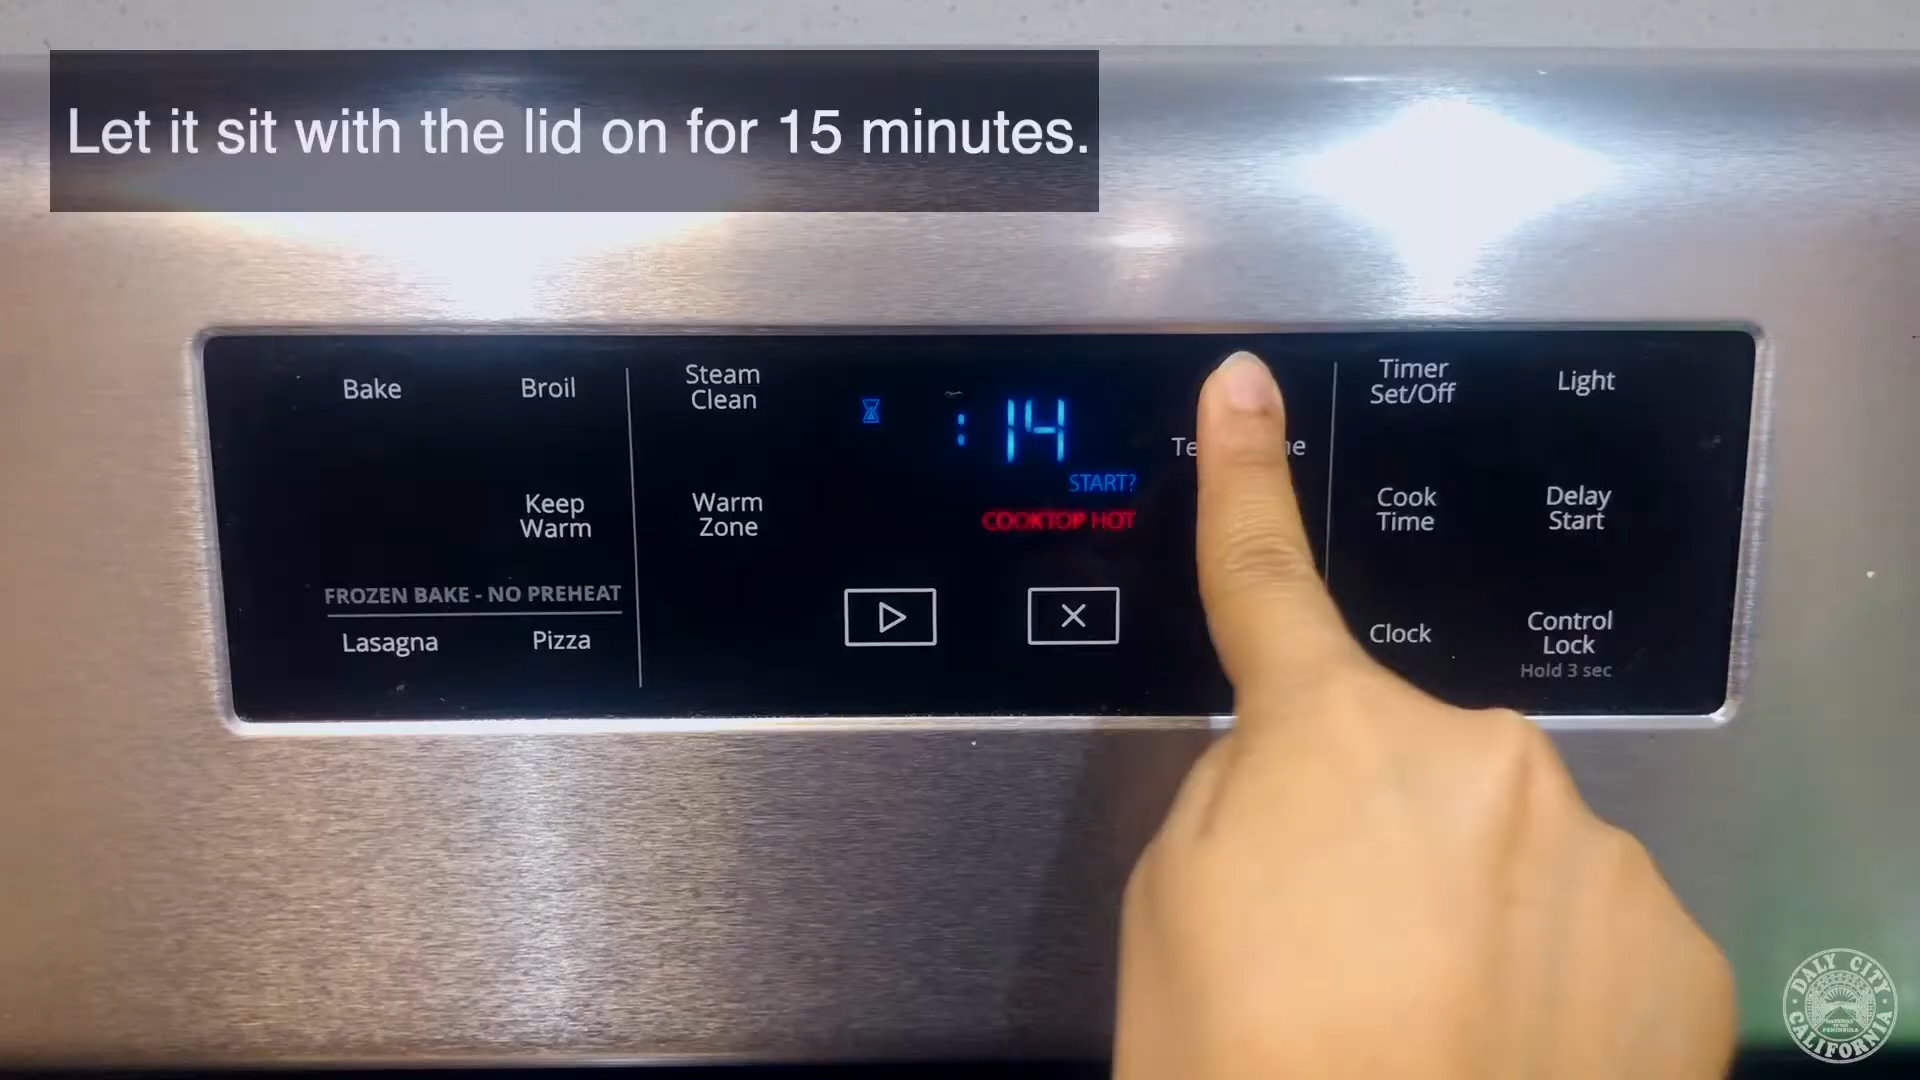 Let it sit with the lid on for 15 minutes.
Bake
Broil
Steam
Clean
:14
START?
COOKTOP HOT
Timer
Set/Off
Light
Keep
Warm
Warm
Zone
Cook
Time
Delay
Start
FROZEN BAKE - NO PREHEAT
Lasagna
Pizza
Clock
Control
Lock
Hold 3 sec
DALY CITY
CALIFORNIA